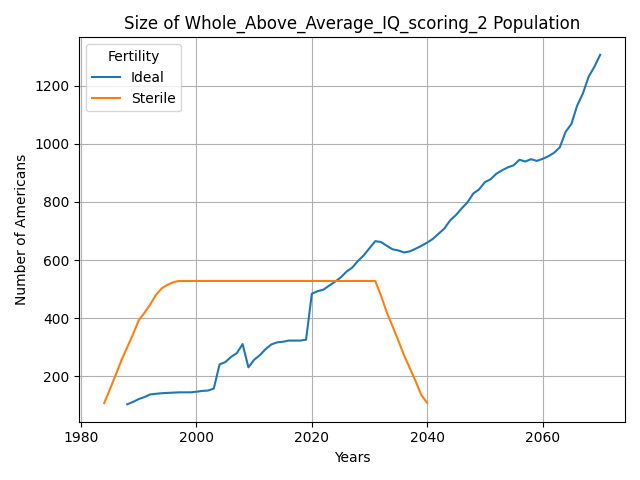 Size of Whole_Above_Average_IQ_scoring_2 Population
Fertility
Ideal
Sterile
Number of Americans
1200
1000
800
600
400
200
1980
2000
2020
2040
2060
Years